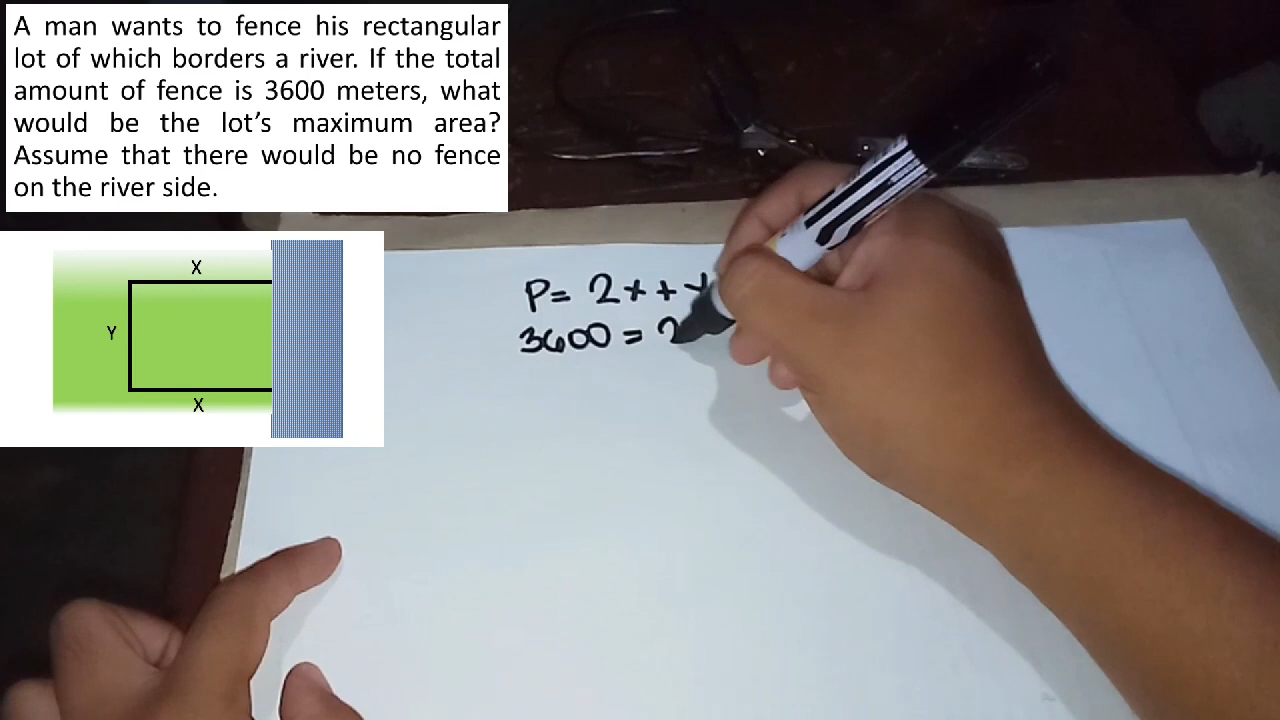 A man wants to fence his rectangular
lot of which borders a river. If the total
amount of fence is 3600 meters, what
would be the lot’s maximum area?
Assume that there would be no fence
on the river side.
X
Y
X
P= 2x + y
3600 = 2